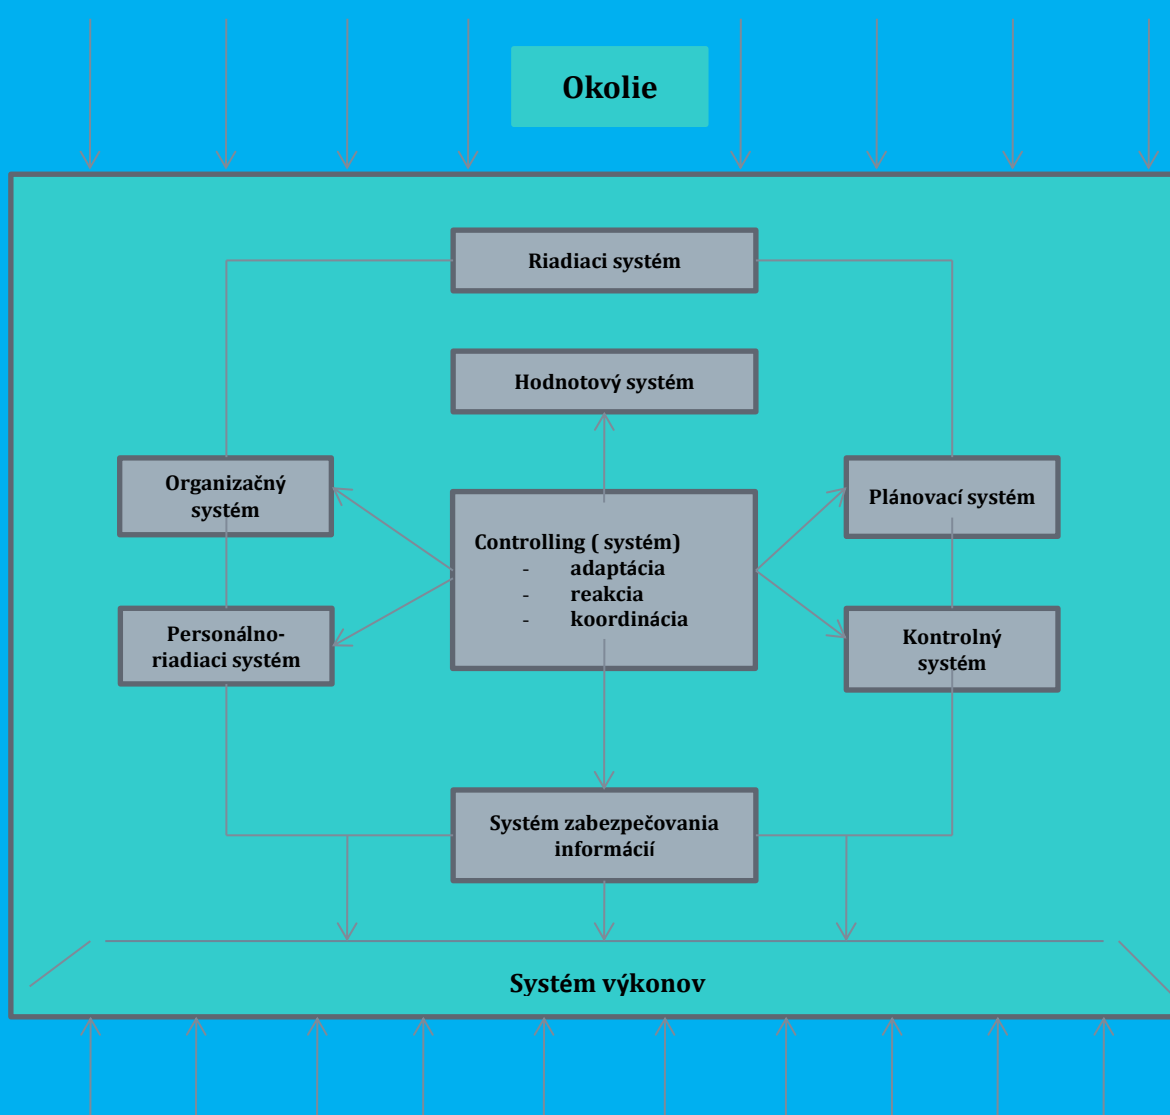 Okolie
Riadiaci systém
Hodnotový systém
Organizačný
systém
Plánovací systém
Controlling ( systém)
- adaptácia
- reakcia
- koordinácia
Personálno-
riadiaci systém
Kontrolný
systém
Systém zabezpečovania
informácií
Systém výkonov